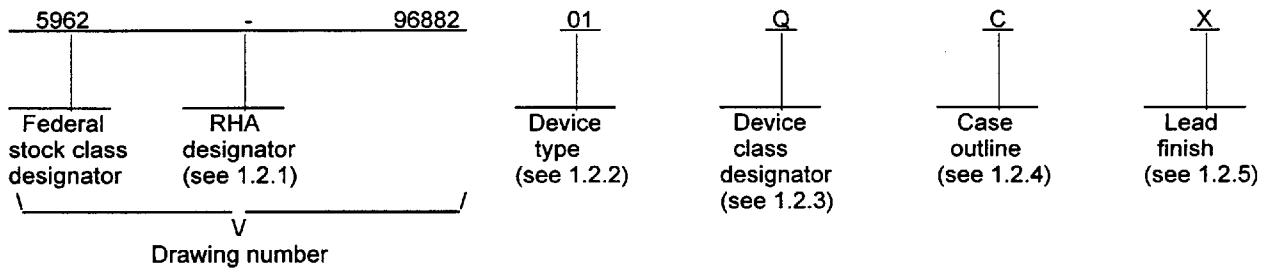 5962 - 96882 01 Q C X
Federal stock class designator
RHA designator (see 1.2.1)
Device type (see 1.2.2)
Device class designator (see 1.2.3)
Case outline (see 1.2.4)
Lead finish (see 1.2.5)
\ / V
Drawing number